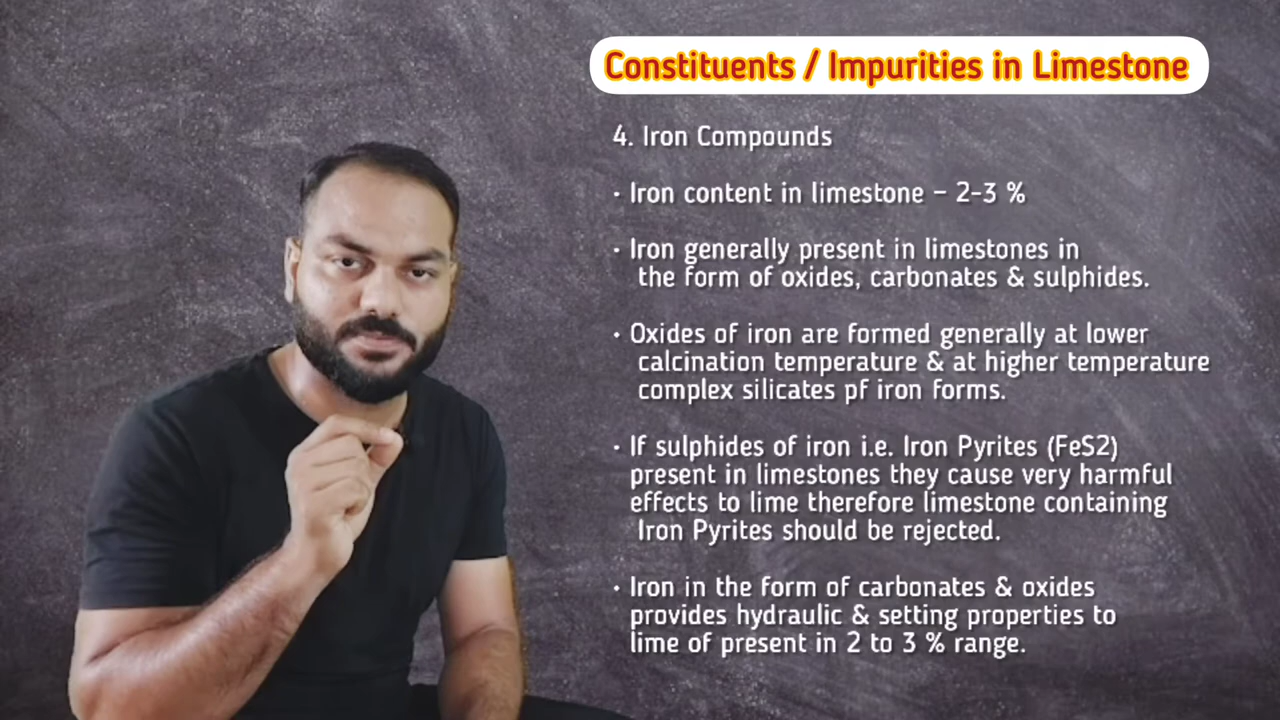 Constituents / Impurities in Limestone
4. Iron Compounds
· Iron content in limestone – 2-3 %
· Iron generally present in limestones in
the form of oxides, carbonates & sulphides.
· Oxides of iron are formed generally at lower
calcination temperature & at higher temperature
complex silicates pf iron forms.
· If sulphides of iron i.e. Iron Pyrites (FeS2)
present in limestones they cause very harmful
effects to lime therefore limestone containing
Iron Pyrites should be rejected.
· Iron in the form of carbonates & oxides
provides hydraulic & setting properties to
lime of present in 2 to 3 % range.